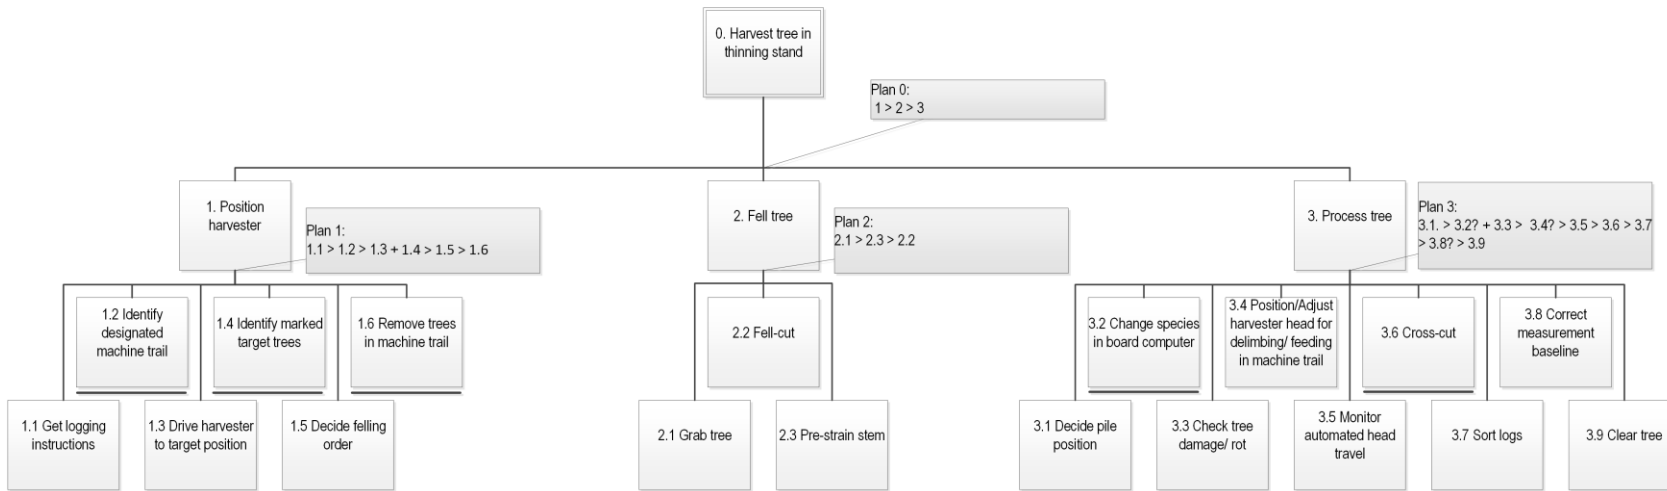 0. Harvest tree in
thinning stand
Plan 0:
1 > 2 > 3
1. Position
harvester
Plan 1:
1.1 > 1.2 > 1.3 + 1.4 > 1.5 > 1.6
2. Fell tree
Plan 2:
2.1 > 2.3 > 2.2
3. Process tree
Plan 3:
3.1. > 3.2? + 3.3 > 3.4? > 3.5 > 3.6 > 3.7
> 3.8? > 3.9
1.2 Identify
designated
machine trail
1.4 Identify marked
target trees
1.6 Remove trees
in machine trail
1.1 Get logging
instructions
1.3 Drive harvester
to target position
1.5 Decide felling
order
2.2 Fell-cut
2.1 Grab tree
2.3 Pre-strain stem
3.2 Change species
in board computer
3.4 Position/Adjust
harvester head for
delimbing/ feeding
in machine trail
3.6 Cross-cut
3.8 Correct
measurement
baseline
3.1 Decide pile
position
3.3 Check tree
damage/ rot
3.5 Monitor
automated head
travel
3.7 Sort logs
3.9 Clear tree